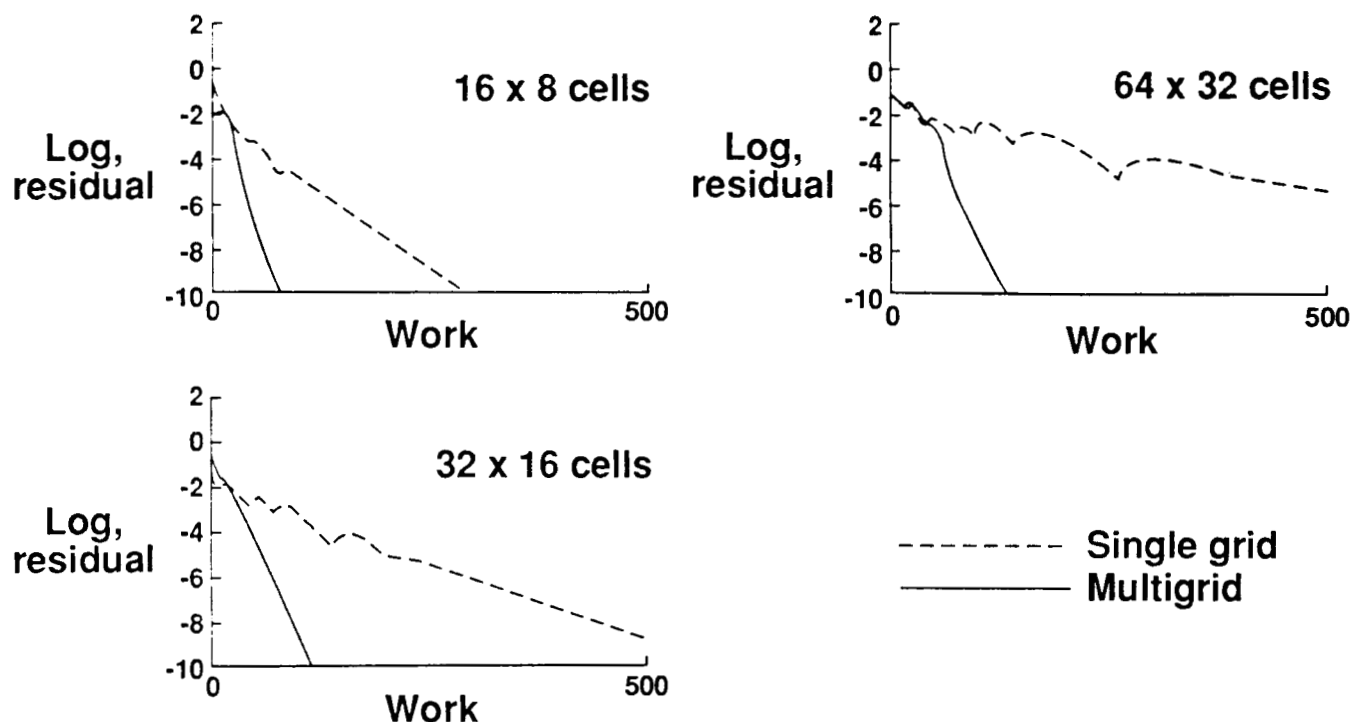 2
0
-2
-4
-6
-8
-10
Log,
residual
16 x 8 cells
0
500
Work
2
0
-2
-4
-6
-8
-10
Log,
residual
64 x 32 cells
0
500
Work
2
0
-2
-4
-6
-8
-10
Log,
residual
32 x 16 cells
0
500
Work
Single grid
Multigrid